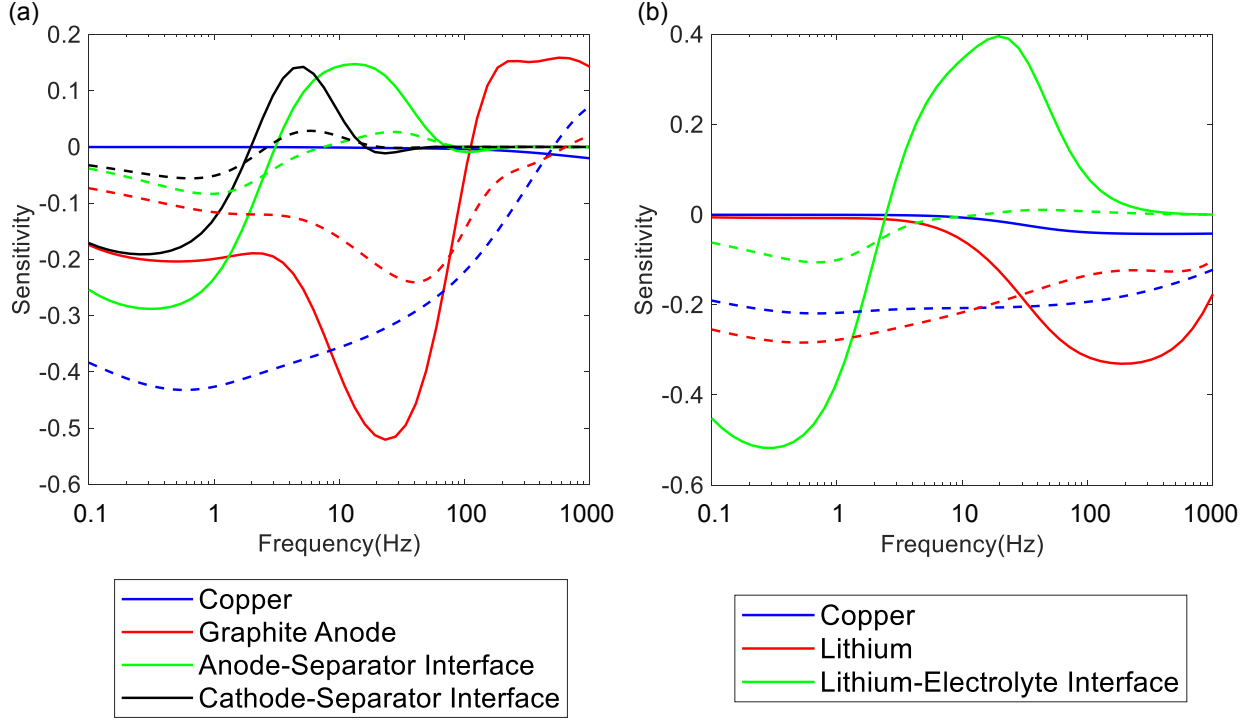 (a)
Sensitivity
0.2
0.1
0
-0.1
-0.2
-0.3
-0.4
-0.5
-0.6
0.1 1 10 100 1000
Frequency(Hz)
Copper
Graphite Anode
Anode-Separator Interface
Cathode-Separator Interface
(b)
Sensitivity
0.4
0.2
0
-0.2
-0.4
-0.6
0.1 1 10 100 1000
Frequency(Hz)
Copper
Lithium
Lithium-Electrolyte Interface